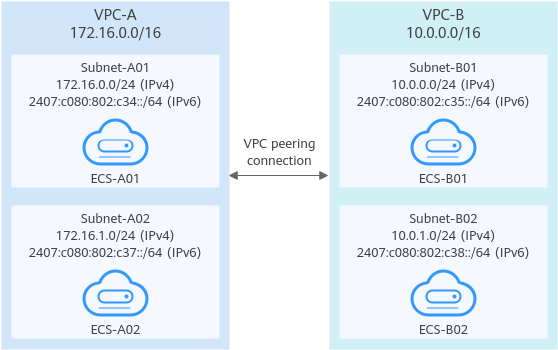 VPC-A
172.16.0.0/16
Subnet-A01
172.16.0.0/24 (IPv4)
2407:c080:802:c34::/64 (IPv6)
ECS-A01
Subnet-A02
172.16.1.0/24 (IPv4)
2407:c080:802:c37::/64 (IPv6)
ECS-A02
VPC peering
connection
VPC-B
10.0.0.0/16
Subnet-B01
10.0.0.0/24 (IPv4)
2407:c080:802:c35::/64 (IPv6)
ECS-B01
Subnet-B02
10.0.1.0/24 (IPv4)
2407:c080:802:c38::/64 (IPv6)
ECS-B02